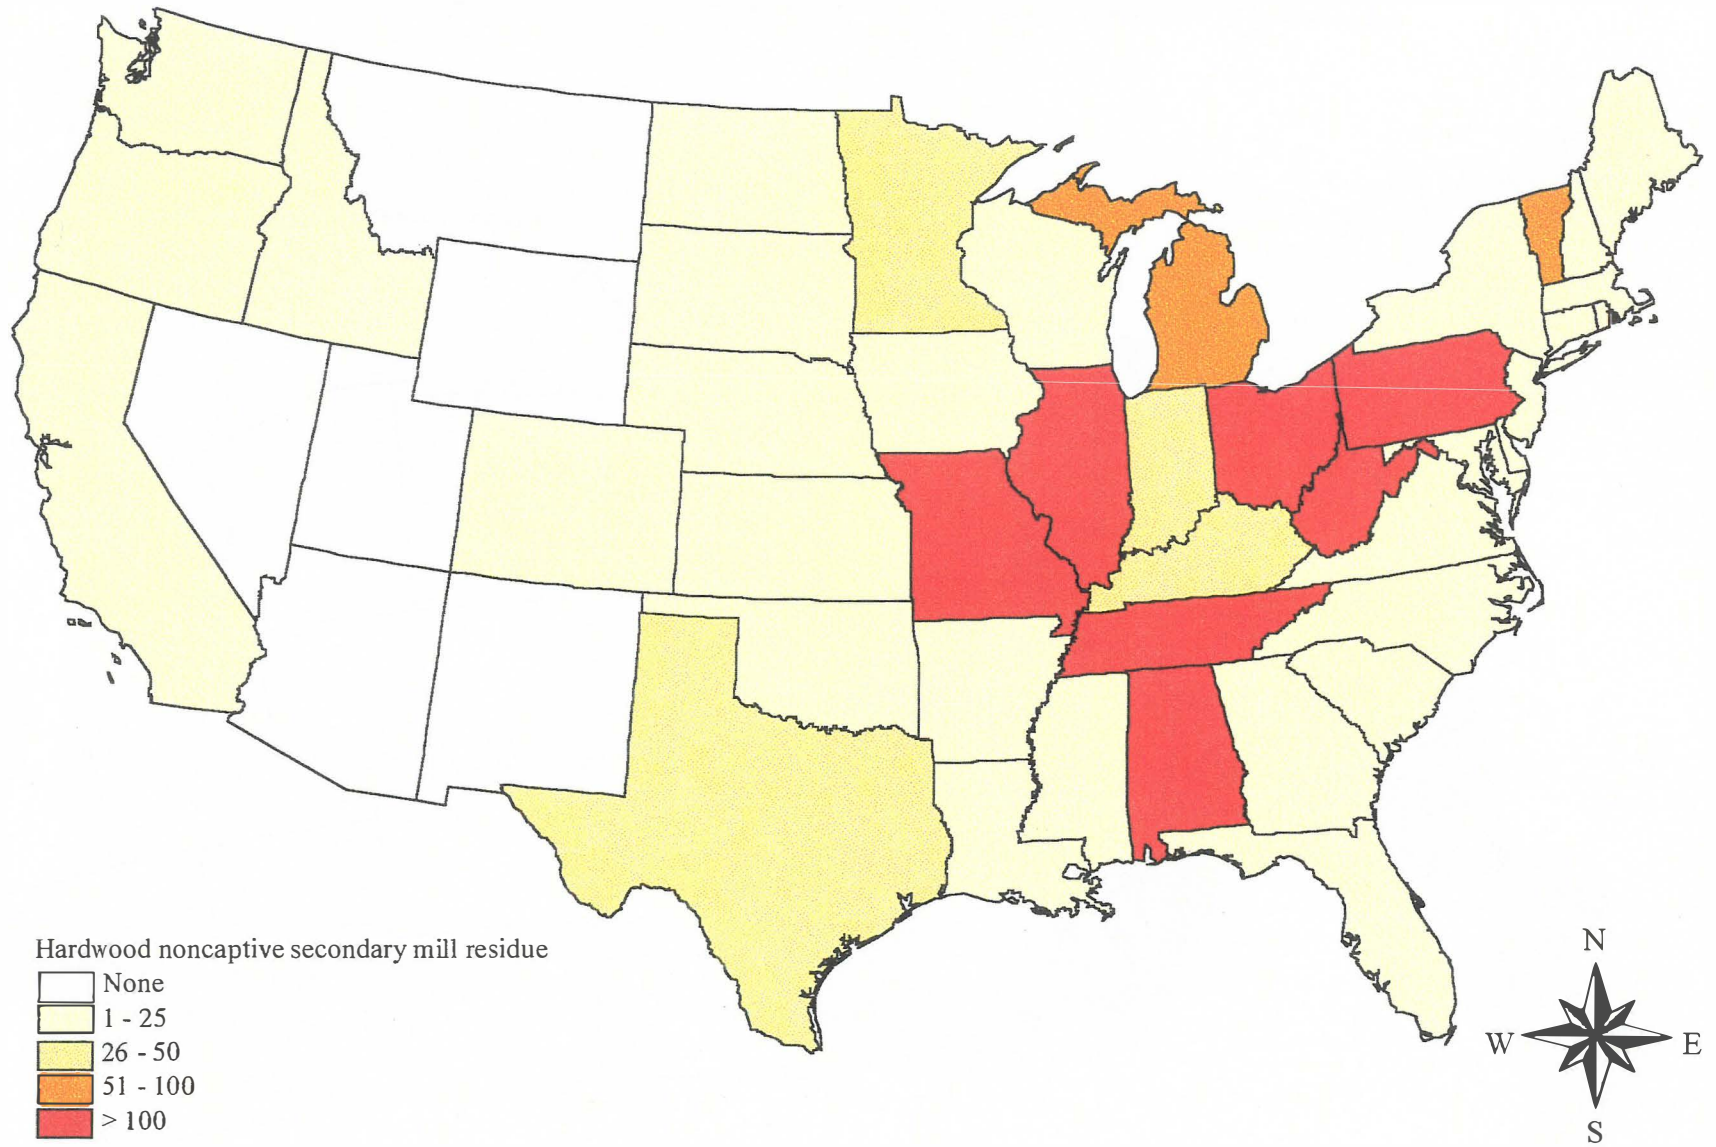 Hardwood noncaptive secondary mill residue
None
1 - 25
26 - 50
51 - 100
> 100
N
W E
S